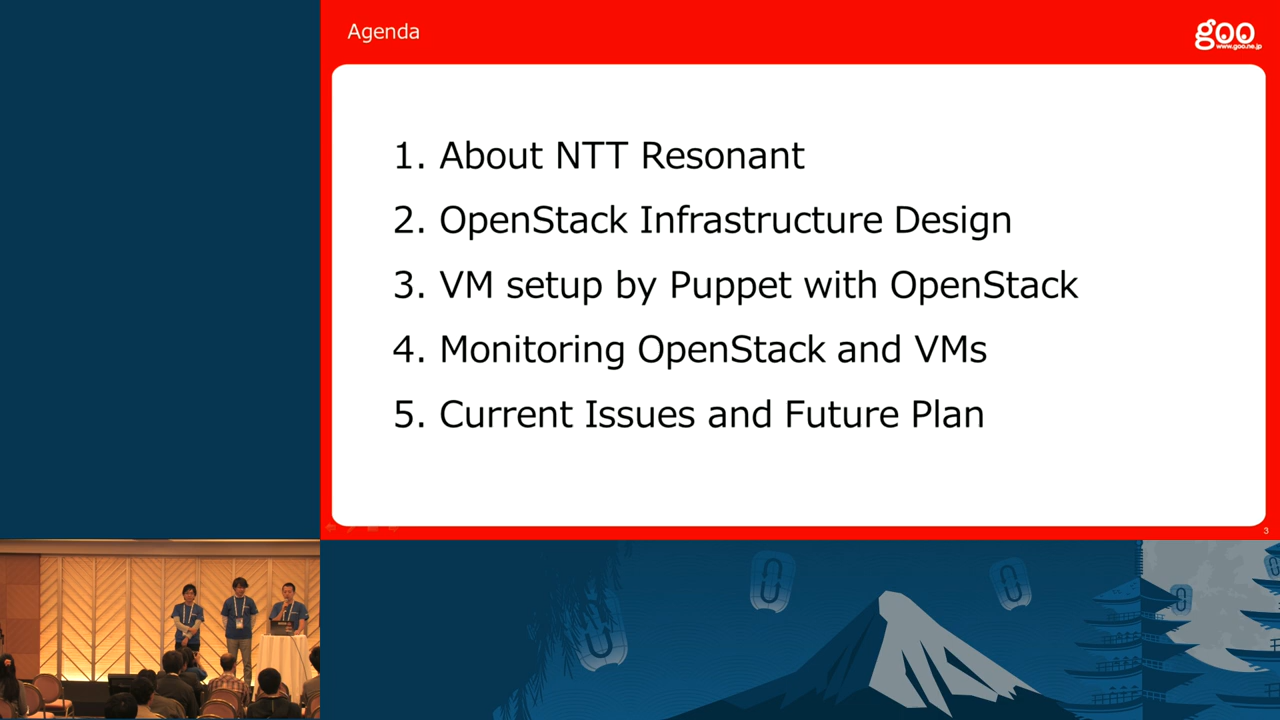 Agenda
goo
www.goo.ne.jp
1. About NTT Resonant
2. OpenStack Infrastructure Design
3. VM setup by Puppet with OpenStack
4. Monitoring OpenStack and VMs
5. Current Issues and Future Plan
3